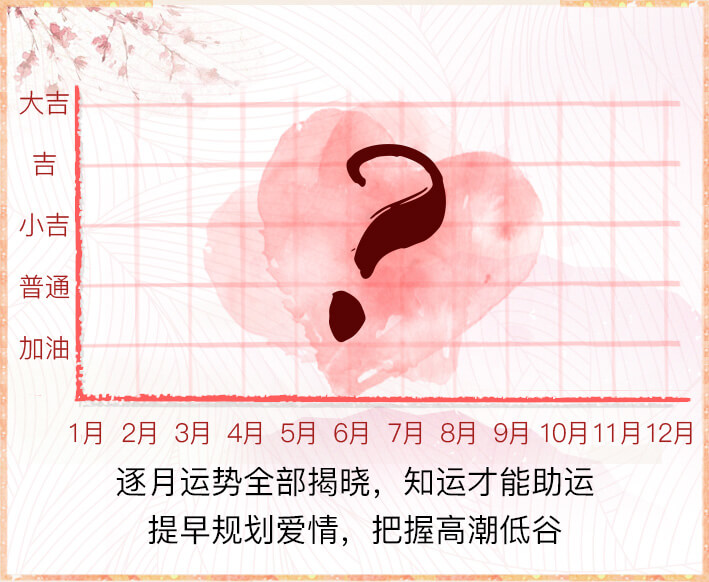 大吉
吉
小吉
普通
加油
1月 2月 3月 4月 5月 6月 7月 8月 9月 10月 11月 12月
逐月运势全部揭晓，知运才能助运
提早规划爱情，把握高潮低谷